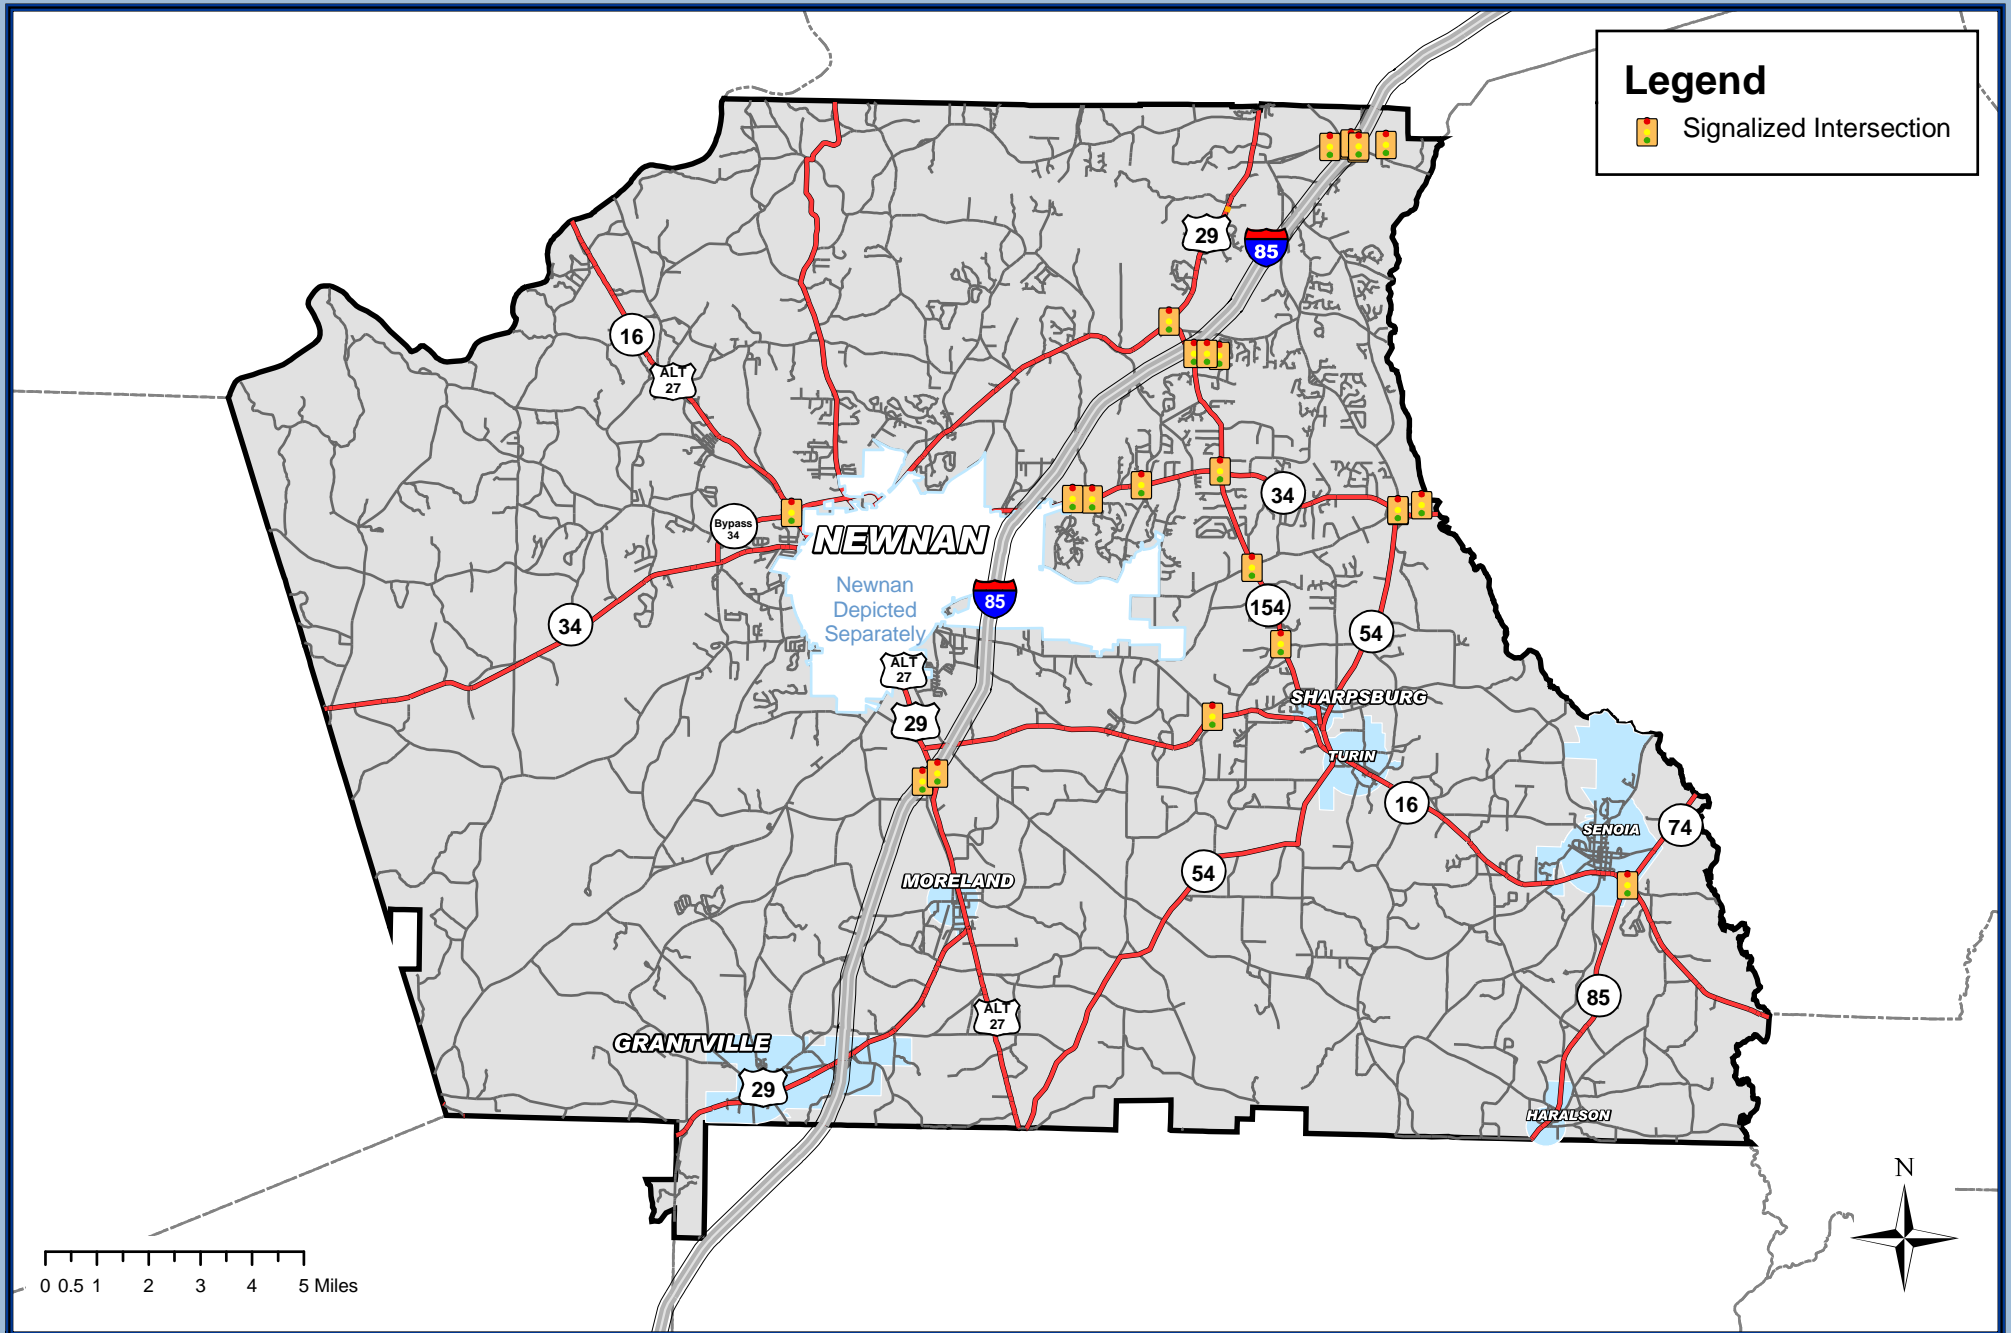 Legend
Signalized Intersection
29
85
16
ALT
27
34
Bypass
34
NEWNAN
Newnan
Depicted
Separately
85
154
34
54
ALT
27
SHARPSBURG
29
TURIN
16
SENOIA
74
54
MORELAND
85
ALT
27
GRANTVILLE
29
HARALSON
N
0 0.5 1 2 3 4 5 Miles